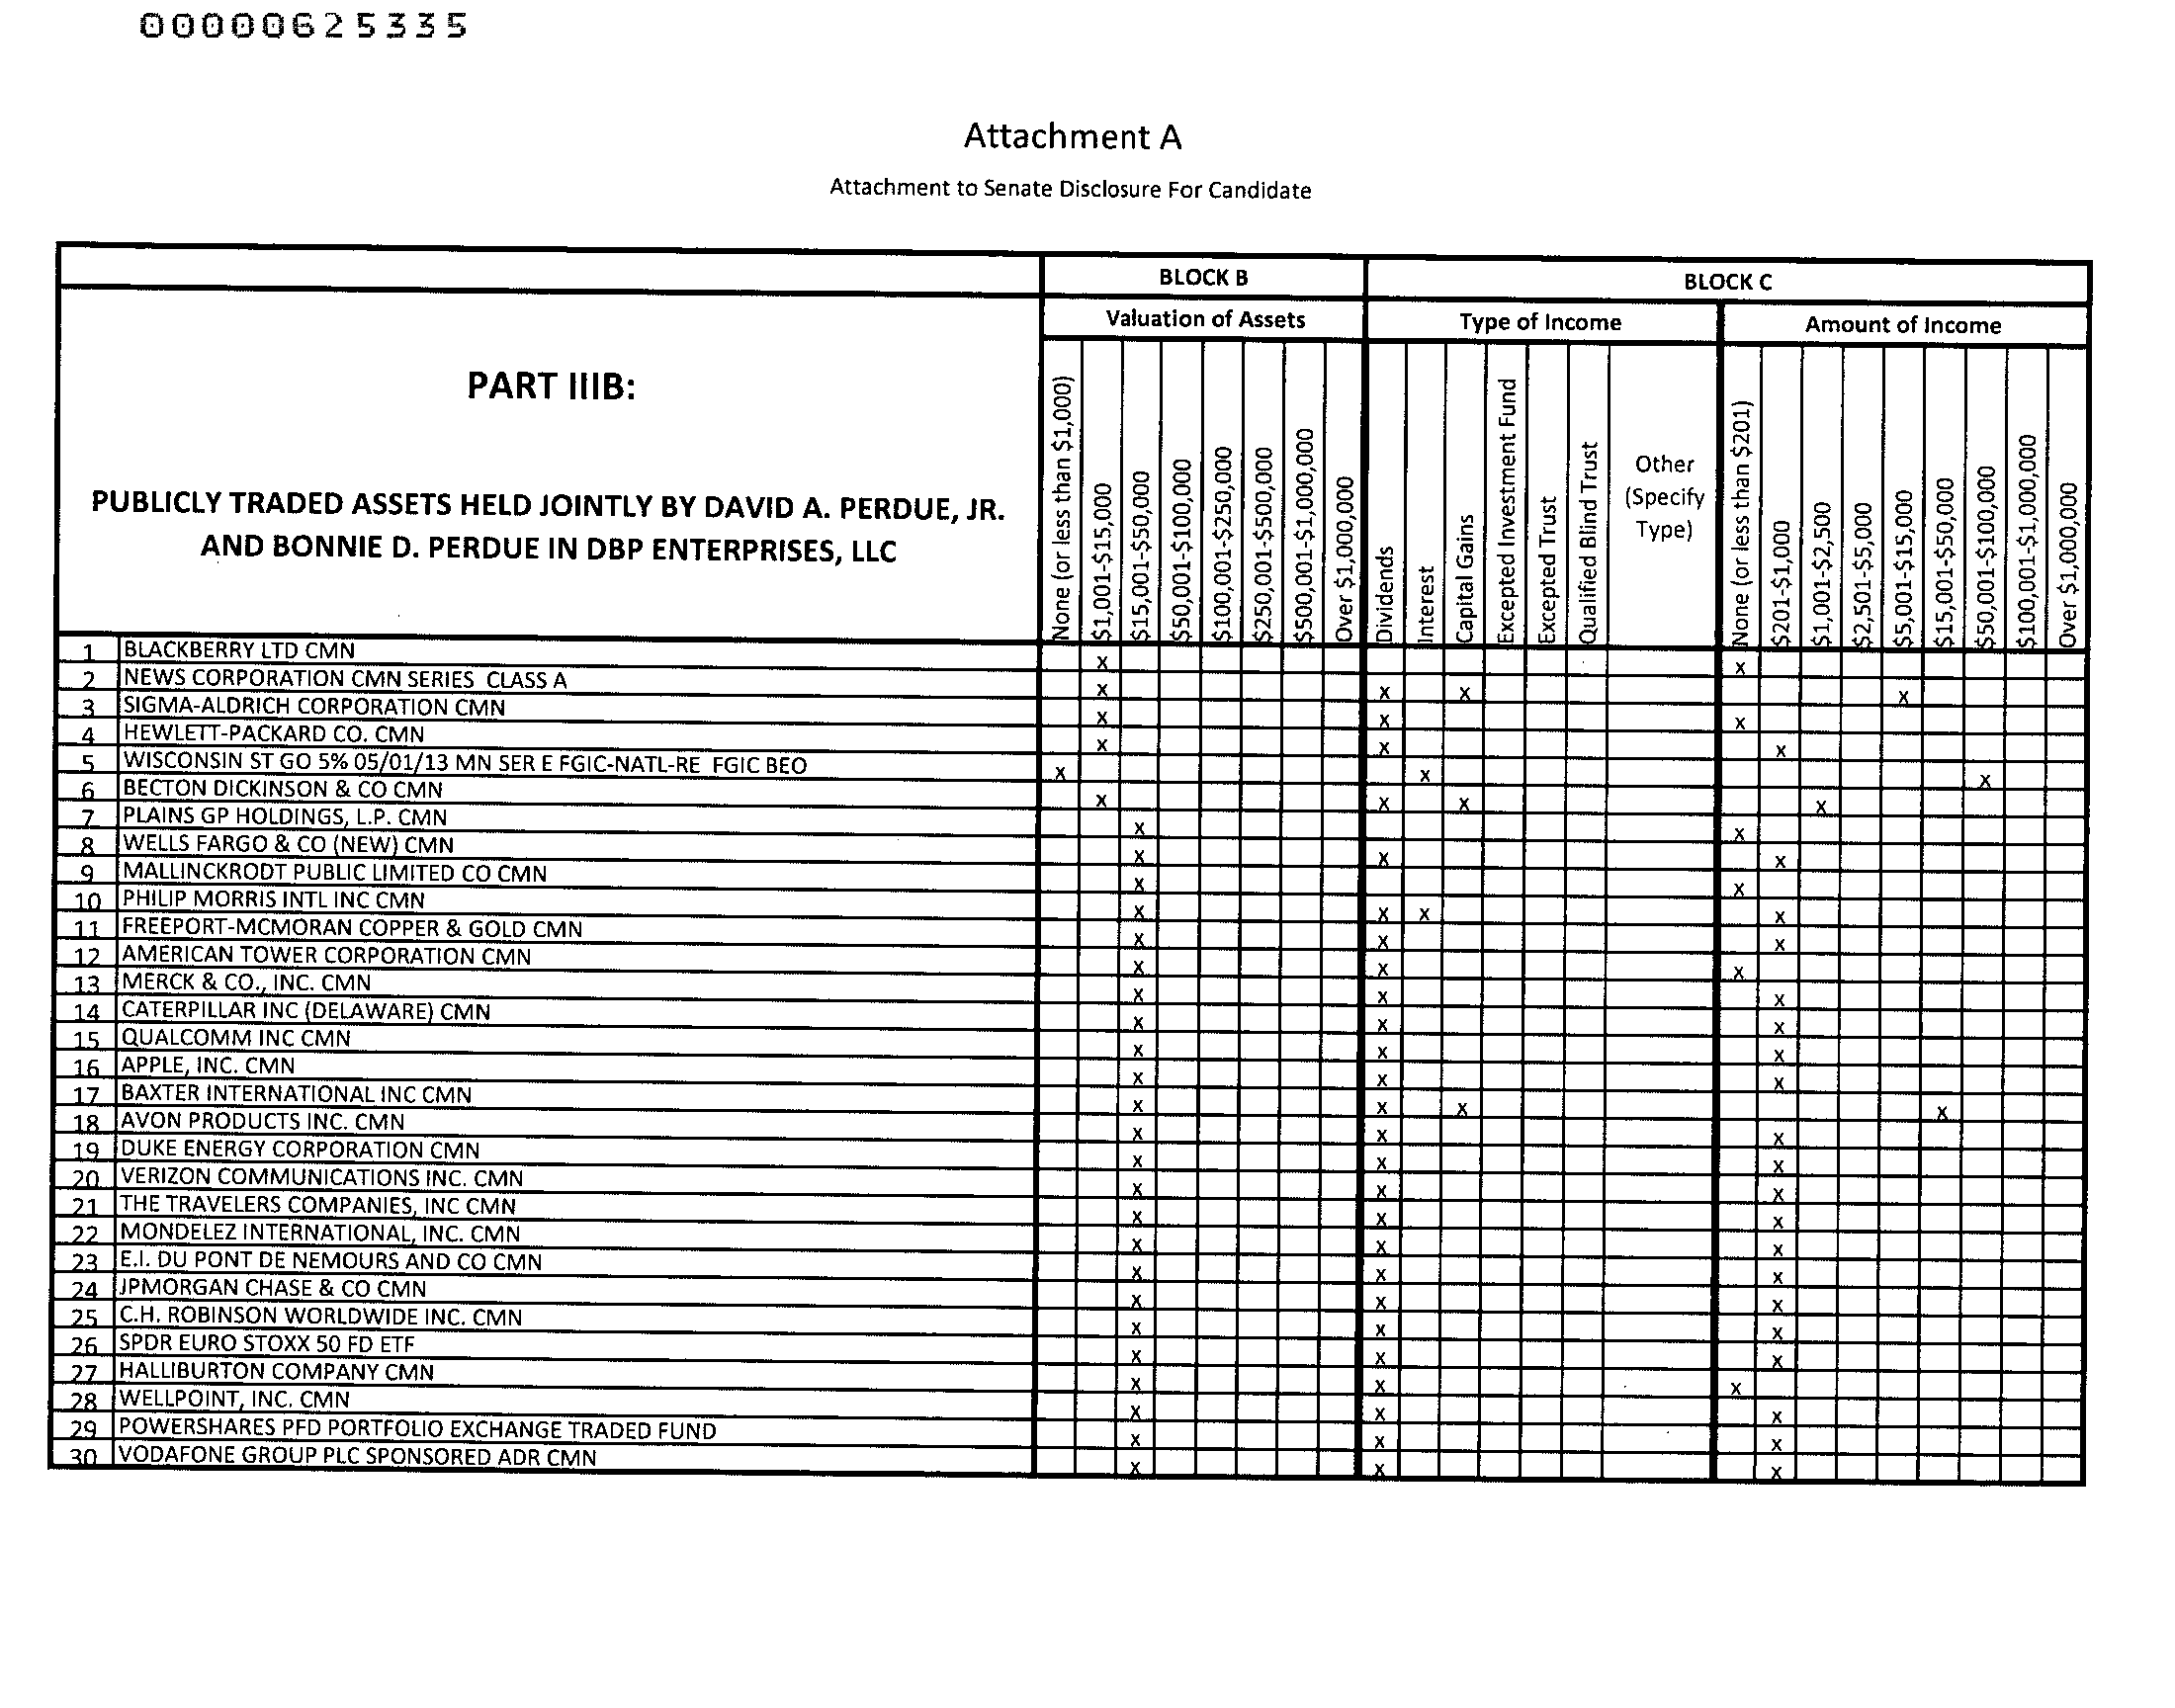 00000625335
Attachment A
Attachment to Senate Disclosure For Candidate
BLOCK B BLOCK C
Valuation of Assets Type of Income Amount of Income
PART IIIB:
PUBLICLY TRADED ASSETS HELD JOINTLY BY DAVID A. PERDUE, JR.
AND BONNIE D. PERDUE IN DBP ENTERPRISES, LLC
None (or less than $1,000)
$1,001-$15,000
$15,001-$50,000
$50,001-$100,000
$100,001-$250,000
$250,001-$500,000
$500,001-$1,000,000
Over $1,000,000
Dividends
Interest
Capital Gains
Excepted Investment Fund
Excepted Trust
Qualified Blind Trust
Other
(Specify
Type)
None (or less than $201)
$201-$1,000
$1,001-$2,500
$2,501-$5,000
$5,001-$15,000
$15,001-$50,000
$50,001-$100,000
$100,001-$1,000,000
Over $1,000,000
1 BLACKBERRY LTD CMN x x
2 NEWS CORPORATION CMN SERIES CLASS A x x x x
3 SIGMA-ALDRICH CORPORATION CMN x x x
4 HEWLETT-PACKARD CO. CMN x x x
5 WISCONSIN ST GO 5% 05/01/13 MN SER E FGIC-NATL-RE FGIC BEO x x x
6 BECTON DICKINSON & CO CMN x x x x
7 PLAINS GP HOLDINGS, L.P. CMN x x
8 WELLS FARGO & CO (NEW) CMN x x x
9 MALLINCKRODT PUBLIC LIMITED CO CMN x x
10 PHILIP MORRIS INTL INC CMN x x x x
11 FREEPORT-MCMORAN COPPER & GOLD CMN x x x
12 AMERICAN TOWER CORPORATION CMN x x x
13 MERCK & CO., INC. CMN x x x
14 CATERPILLAR INC (DELAWARE) CMN x x x
15 QUALCOMM INC CMN x x x
16 APPLE, INC. CMN x x x
17 BAXTER INTERNATIONAL INC CMN x x x x
18 AVON PRODUCTS INC. CMN x x x
19 DUKE ENERGY CORPORATION CMN x x x
20 VERIZON COMMUNICATIONS INC. CMN x x x
21 THE TRAVELERS COMPANIES, INC CMN x x x
22 MONDELEZ INTERNATIONAL, INC. CMN x x x
23 E.I. DU PONT DE NEMOURS AND CO CMN x x x
24 JPMORGAN CHASE & CO CMN x x x
25 C.H. ROBINSON WORLDWIDE INC. CMN x x x
26 SPDR EURO STOXX 50 FD ETF x x x
27 HALLIBURTON COMPANY CMN x x x
28 WELLPOINT, INC. CMN x x x
29 POWERSHARES PFD PORTFOLIO EXCHANGE TRADED FUND x x x
30 VODAFONE GROUP PLC SPONSORED ADR CMN x x x